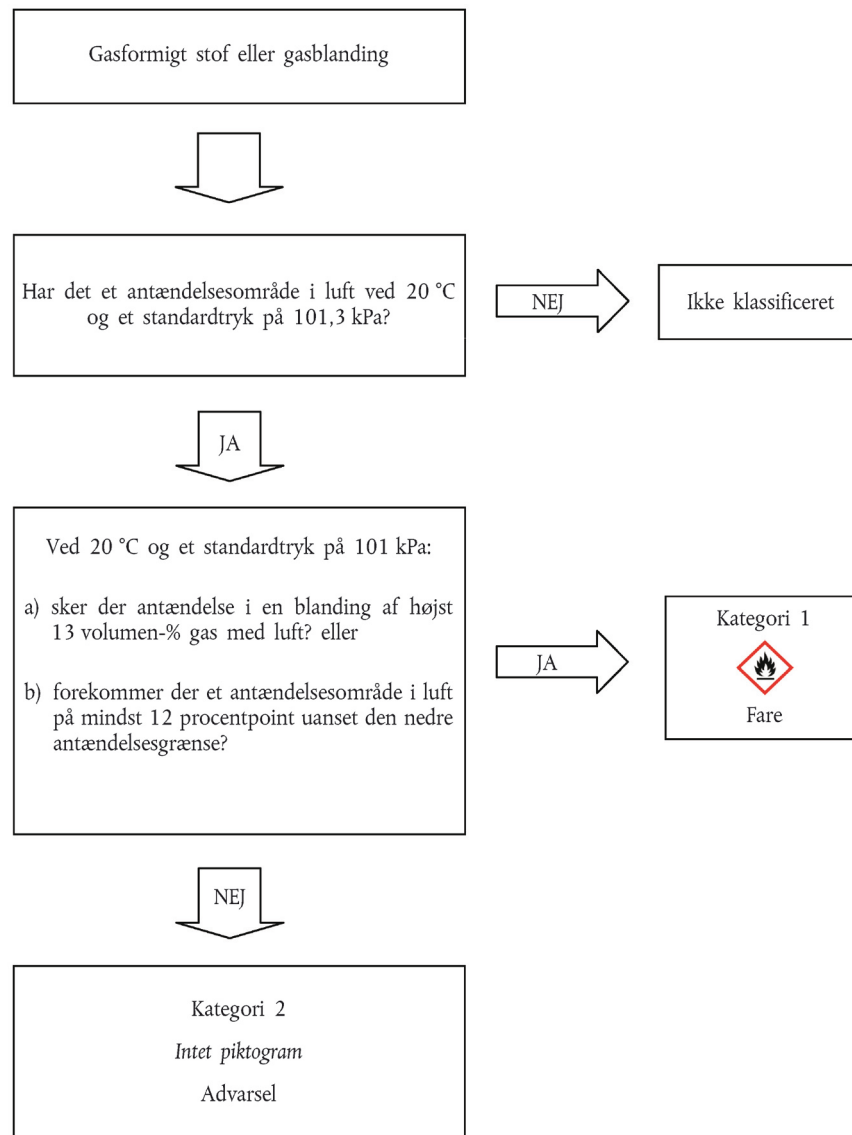 Gasformigt stof eller gasblanding
Har det et antændelsesområde i luft ved 20 °C
og et standardtryk på 101,3 kPa?
NEJ
Ikke klassificeret
JA
Ved 20 °C og et standardtryk på 101 kPa:
a) sker der antændelse i en blanding af højst
13 volumen-% gas med luft? eller
b) forekommer der et antændelsesområde i luft
på mindst 12 procentpoint uanset den nedre
antændelsesgrænse?
JA
Kategori 1
Fare
NEJ
Kategori 2
Intet piktogram
Advarsel